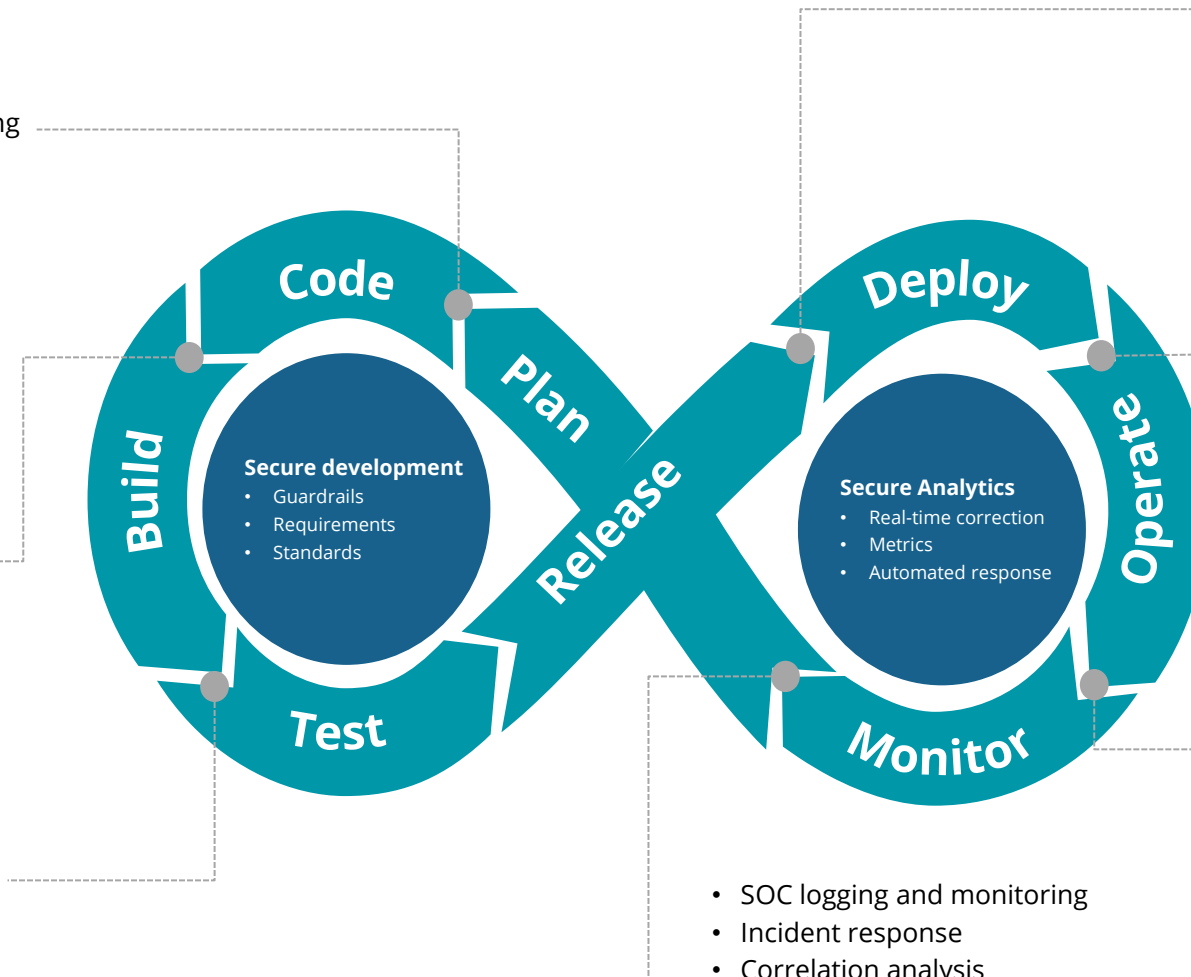 ng
Code
Plan
Build
Test
Release
Secure development
• Guardrails
• Requirements
• Standards
Deploy
Operate
Monitor
Secure Analytics
• Real-time correction
• Metrics
• Automated response
• SOC logging and monitoring
• Incident response
• Correlation analysis